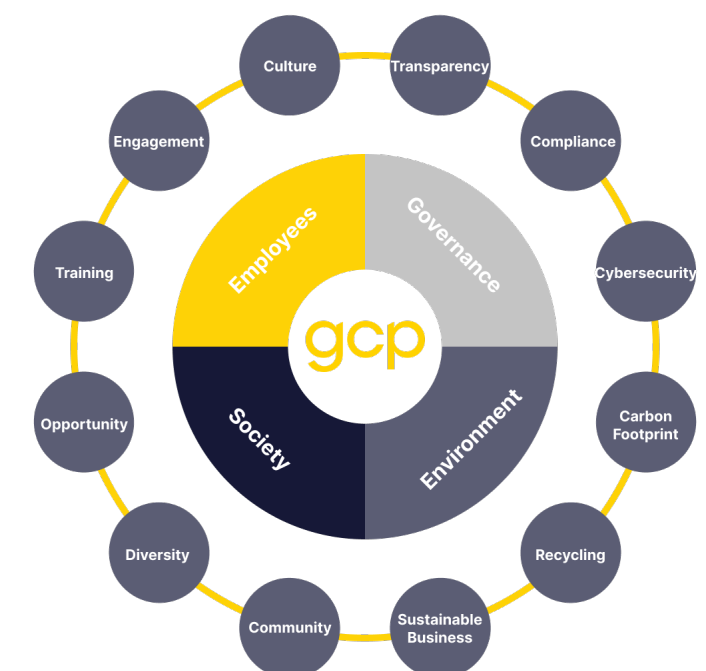 Culture
Transparency
Engagement
Compliance
Employees
Governance
Training
Cybersecurity
gcp
Opportunity
Carbon
Footprint
Society
Environment
Diversity
Recycling
Community
Sustainable
Business